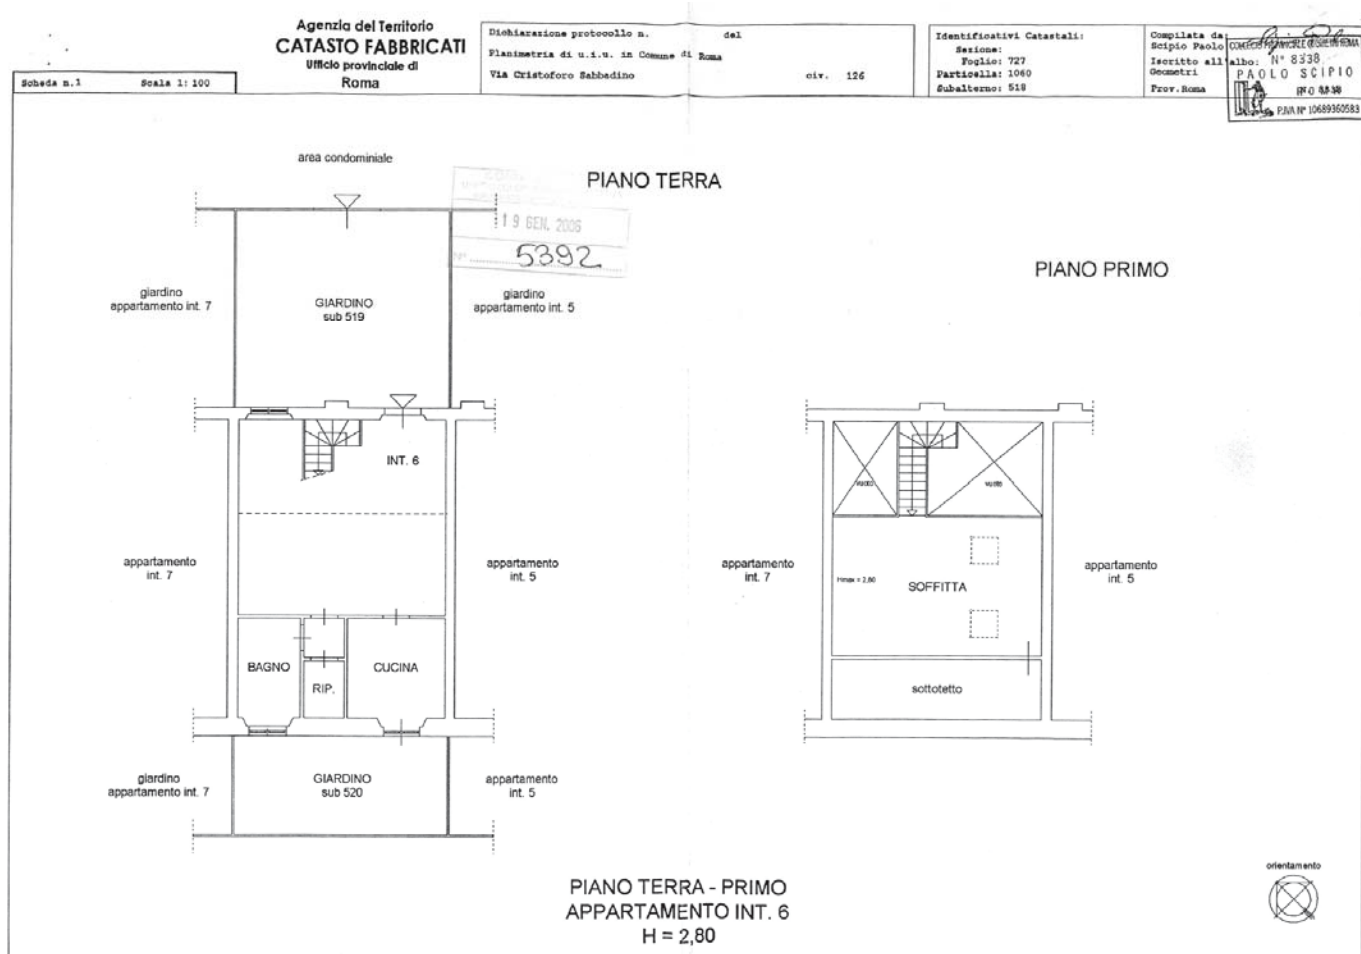 Agenzia del Territorio
CATASTO FABBRICATI
Ufficio provinciale di
Roma
Scheda n.1 Scala 1: 100
Dichiarazione protocollo n. del
Planimetria di u.i.u. in Comune di Roma
Via Cristoforo Sabbadino civ. 126
Identificativi Catastali:
Sezione:
Foglio: 727
Particella: 1060
Subalterno: 518
Compilata da:
Scipio Paolo
Iscritto all'albo:
Geometri
Prov.Roma
N° 8338
PAOLO SCIPIO
P.IVA N° 10689360583
area condominiale
PIANO TERRA
19 GEN. 2006
N° 5392
PIANO PRIMO
giardino
appartamento int. 7
GIARDINO
sub 519
giardino
appartamento int. 5
INT. 6
vuoto
vuoto
appartamento
int. 7
appartamento
int. 5
appartamento
int. 7
Hmax = 2,80
SOFFITTA
appartamento
int. 5
BAGNO
RIP.
CUCINA
sottotetto
giardino
appartamento int. 7
GIARDINO
sub 520
appartamento
int. 5
PIANO TERRA - PRIMO
APPARTAMENTO INT. 6
H = 2,80
orientamento